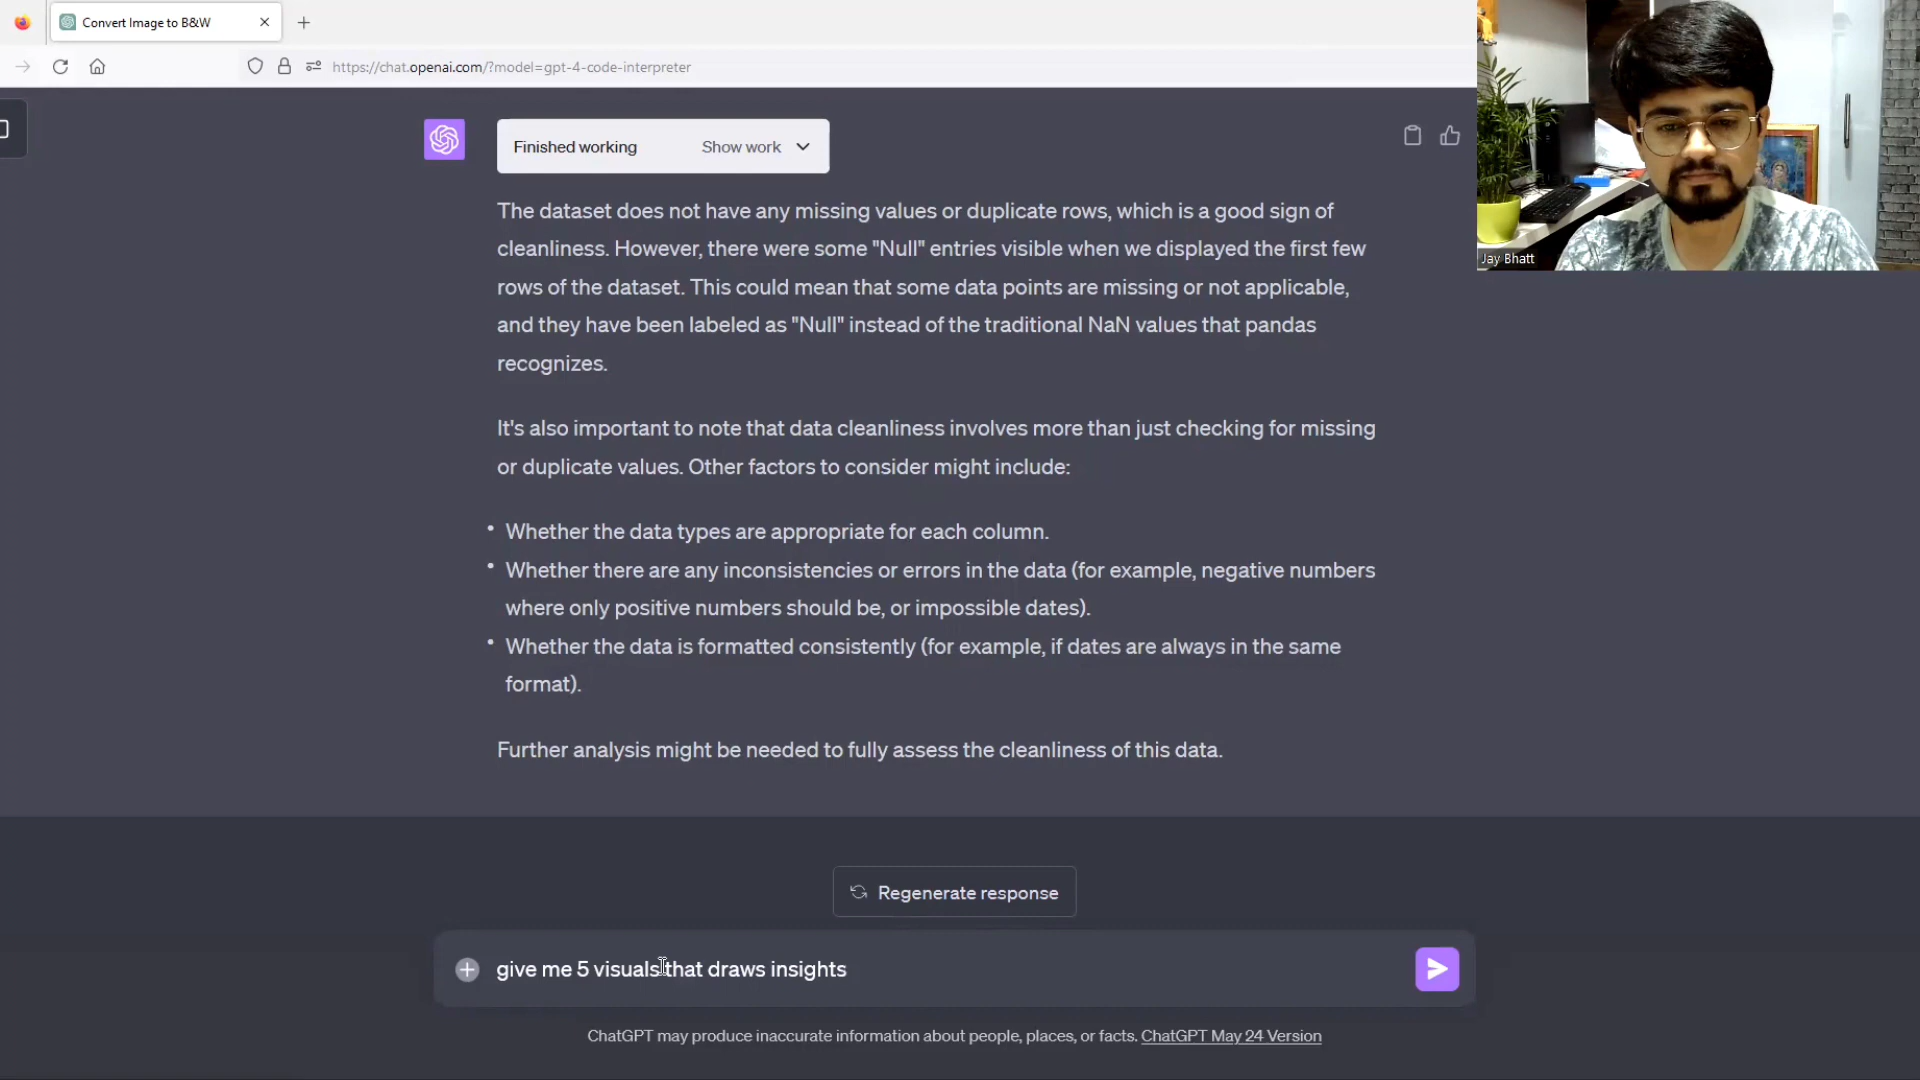 Convert Image to B&W
https://chat.openai.com/?model=gpt-4-code-interpreter
Jay Bhatt
Finished working Show work
The dataset does not have any missing values or duplicate rows, which is a good sign of
cleanliness. However, there were some "Null" entries visible when we displayed the first few
rows of the dataset. This could mean that some data points are missing or not applicable,
and they have been labeled as "Null" instead of the traditional NaN values that pandas
recognizes.
It's also important to note that data cleanliness involves more than just checking for missing
or duplicate values. Other factors to consider might include:
• Whether the data types are appropriate for each column.
• Whether there are any inconsistencies or errors in the data (for example, negative numbers
where only positive numbers should be, or impossible dates).
• Whether the data is formatted consistently (for example, if dates are always in the same
format).
Further analysis might be needed to fully assess the cleanliness of this data.
Regenerate response
give me 5 visuals that draws insights
ChatGPT may produce inaccurate information about people, places, or facts. ChatGPT May 24 Version